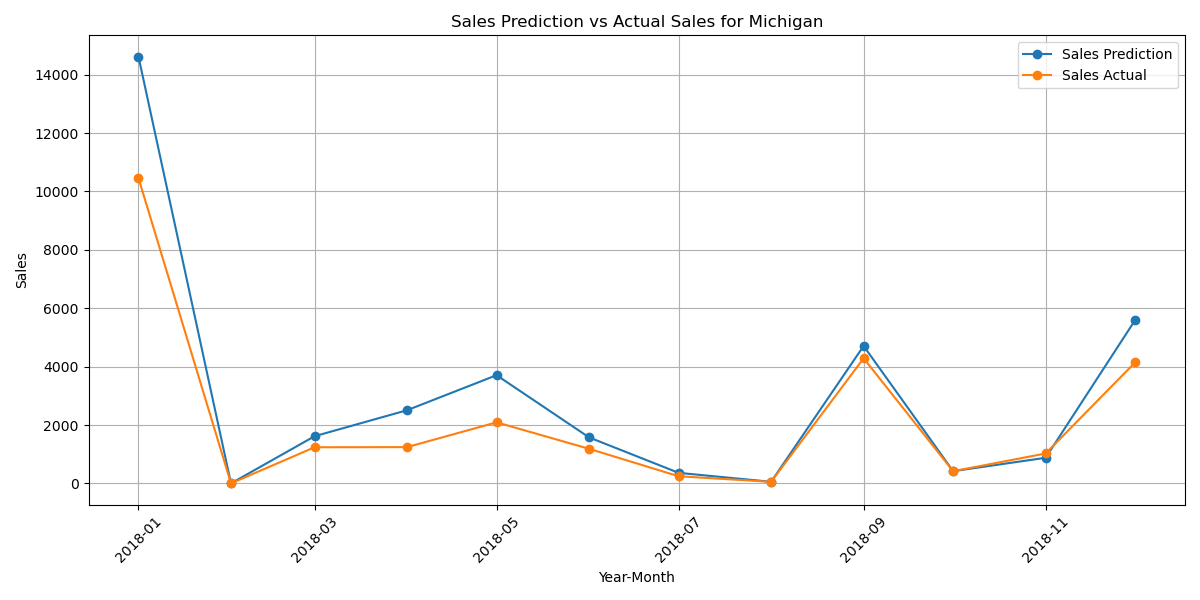 Sales Prediction vs Actual Sales for Michigan
Sales Prediction
Sales Actual
14000
12000
10000
8000
6000
4000
2000
0
Sales
2018-01
2018-03
2018-05
2018-07
2018-09
2018-11
Year-Month